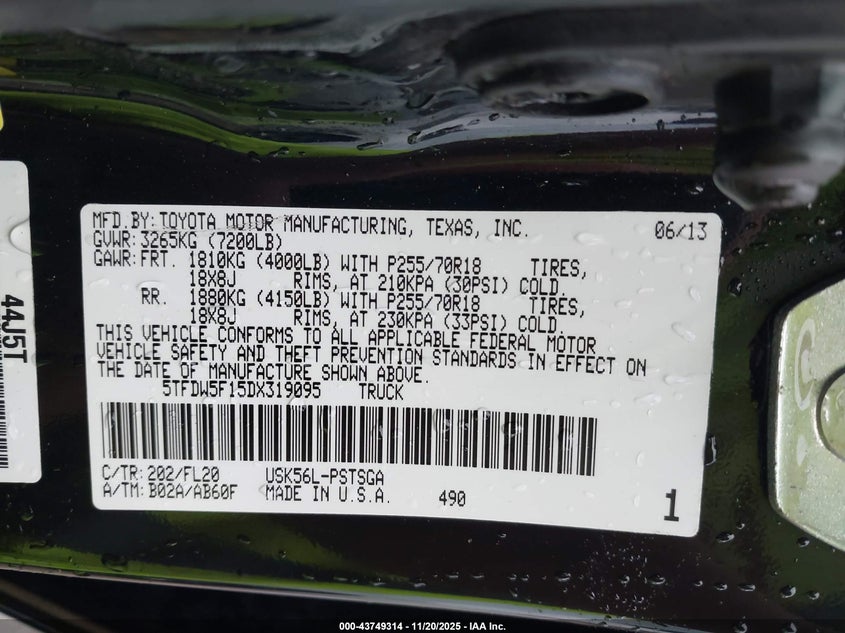 MFD.BY: TOYOTA MOTOR MANUFACTURING, TEXAS, INC. 06/13
GVWR: 3265KG (7200LB)
GAWR: FRT. 1810KG (4000LB) WITH P255/70R18 TIRES,
18X8J RIMS, AT 210KPA (30PSI) COLD.
RR. 1880KG (4150LB) WITH P255/70R18 TIRES,
18X8J RIMS, AT 230KPA (33PSI) COLD.
THIS VEHICLE CONFORMS TO ALL APPLICABLE FEDERAL MOTOR
VEHICLE SAFETY AND THEFT PREVENTION STANDARDS IN EFFECT ON
THE DATE OF MANUFACTURE SHOWN ABOVE.
5TFDW5F15DX319095 TRUCK
C/TR: 202/FL20 USK56L-PSTSGA
A/TM: B02A/AB60F MADE IN U.S.A. 490 1
44J5T
000-43749314 - 11/20/2025 - IAA Inc.